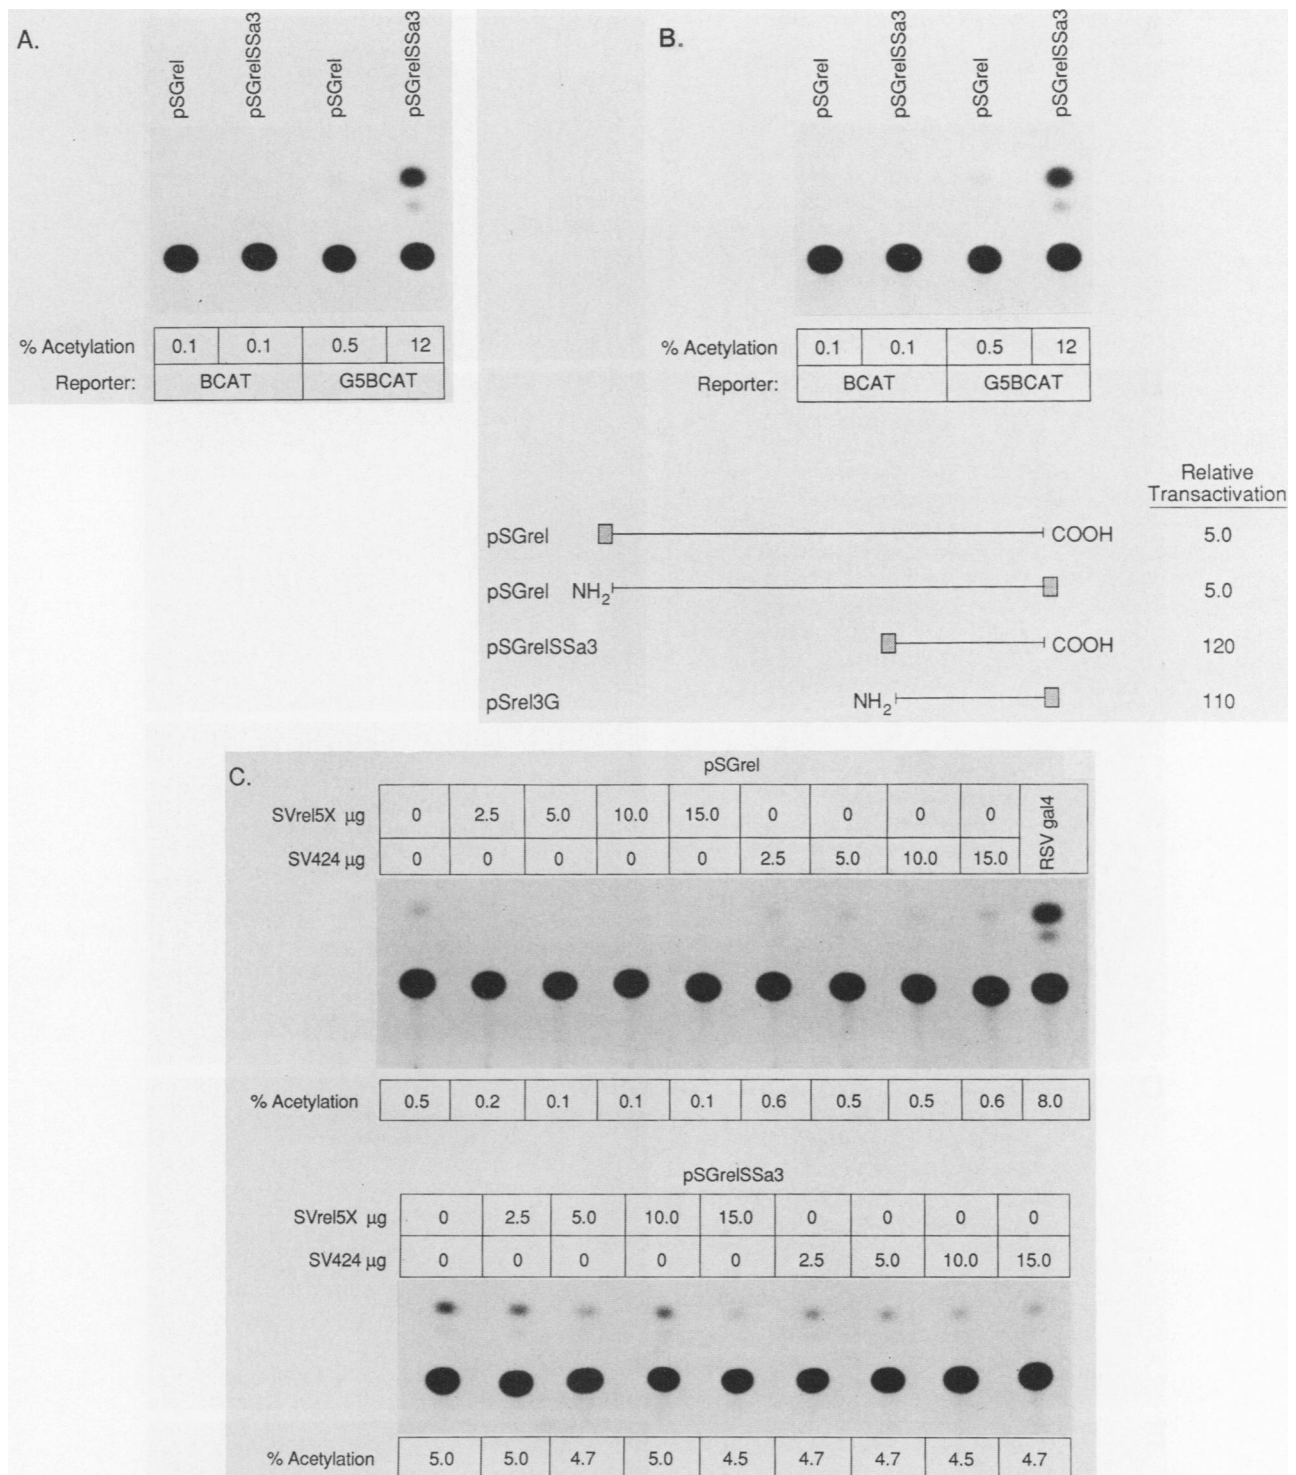 A.
pSGrel
pSGrelSSa3
pSGrel
pSGrelSSa3
% Acetylation 0.1 0.1 0.5 12
Reporter: BCAT G5BCAT
B.
pSGrel
pSGrelSSa3
pSGrel
pSGrelSSa3
% Acetylation 0.1 0.1 0.5 12
Reporter: BCAT G5BCAT
Relative
Transactivation
pSGrel COOH 5.0
pSGrel NH2 5.0
pSGrelSSa3 COOH 120
pSrel3G NH2 110
C.
pSGrel
SVrel5X µg 0 2.5 5.0 10.0 15.0 0 0 0 0
SV424 µg 0 0 0 0 0 2.5 5.0 10.0 15.0
RSV gal4
% Acetylation 0.5 0.2 0.1 0.1 0.1 0.6 0.5 0.5 0.6 8.0
pSGrelSSa3
SVrel5X µg 0 2.5 5.0 10.0 15.0 0 0 0 0
SV424 µg 0 0 0 0 0 2.5 5.0 10.0 15.0
% Acetylation 5.0 5.0 4.7 5.0 4.5 4.7 4.7 4.5 4.7